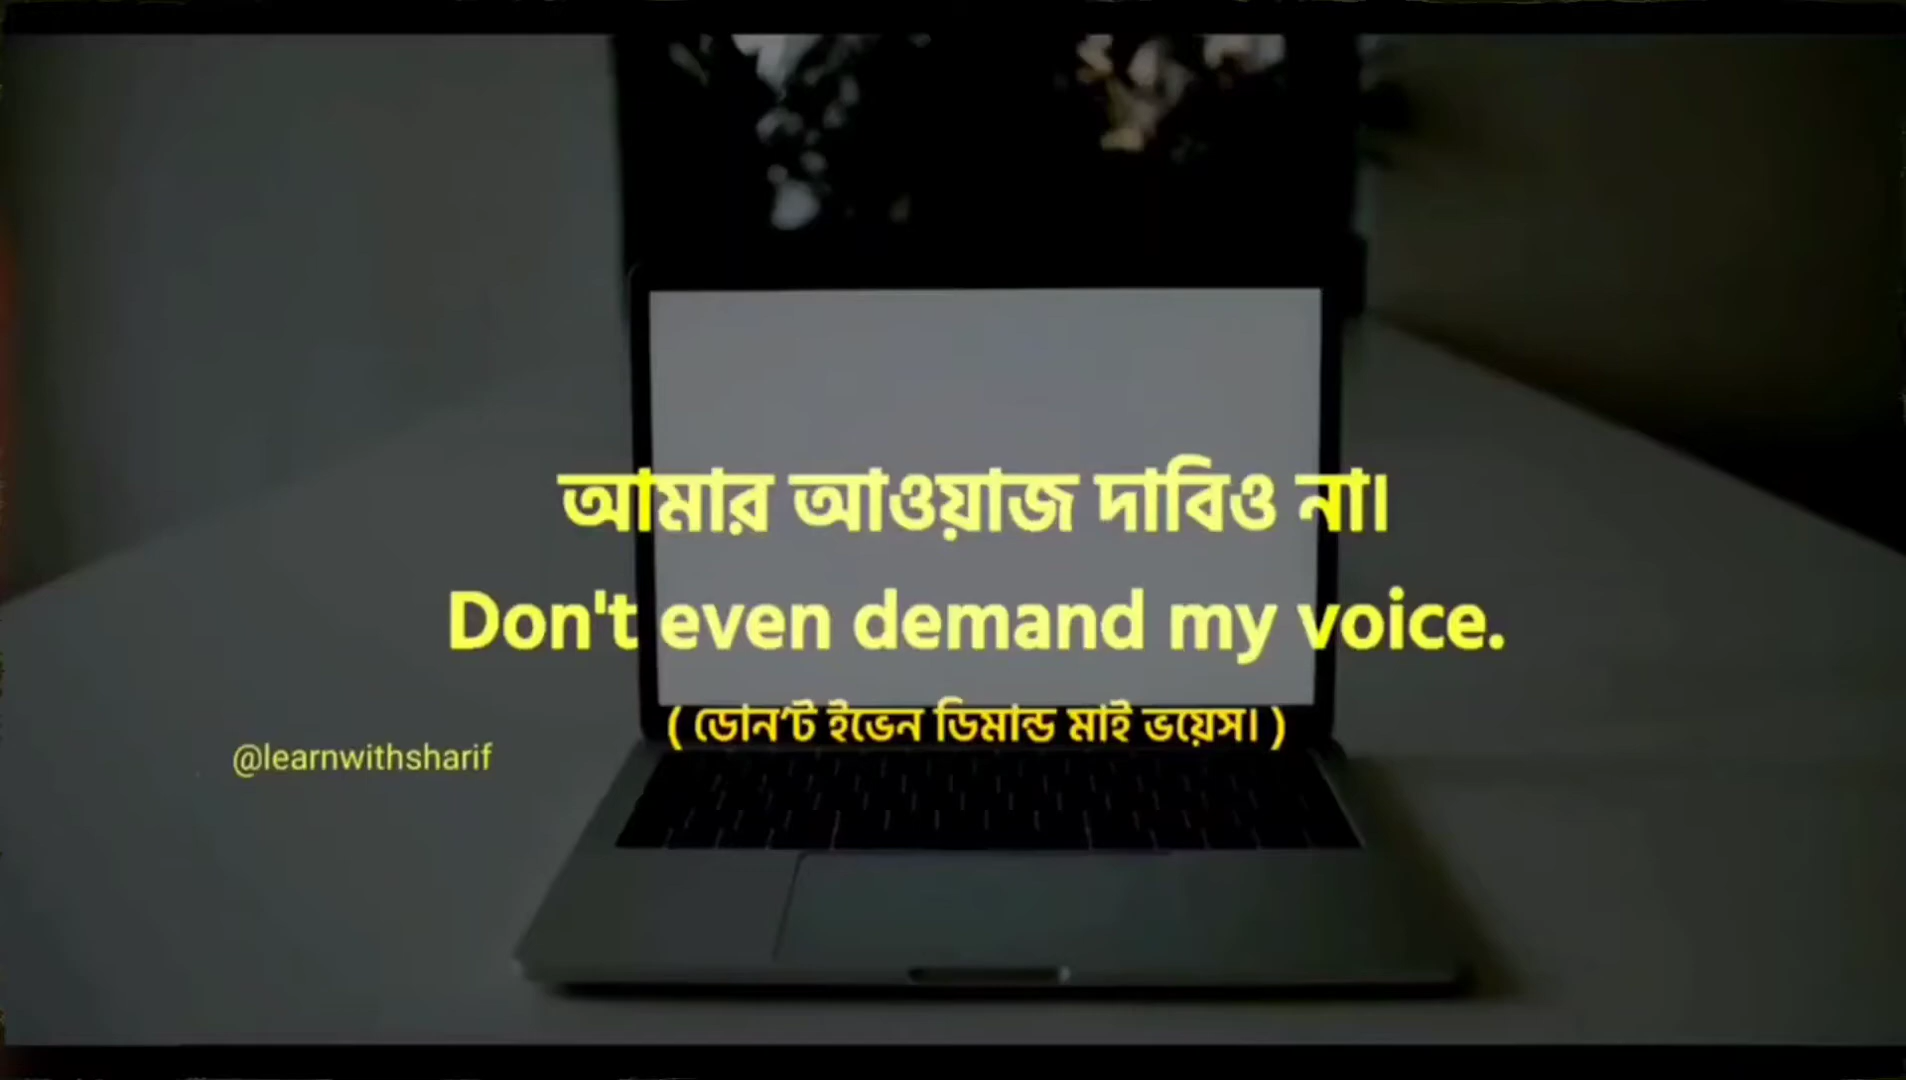 আমার আওয়াজ দাবিও না।
Don't even demand my voice.
( ডোন'ট ইভেন ডিমান্ড মাই ভয়েস। )
@learnwithsharif